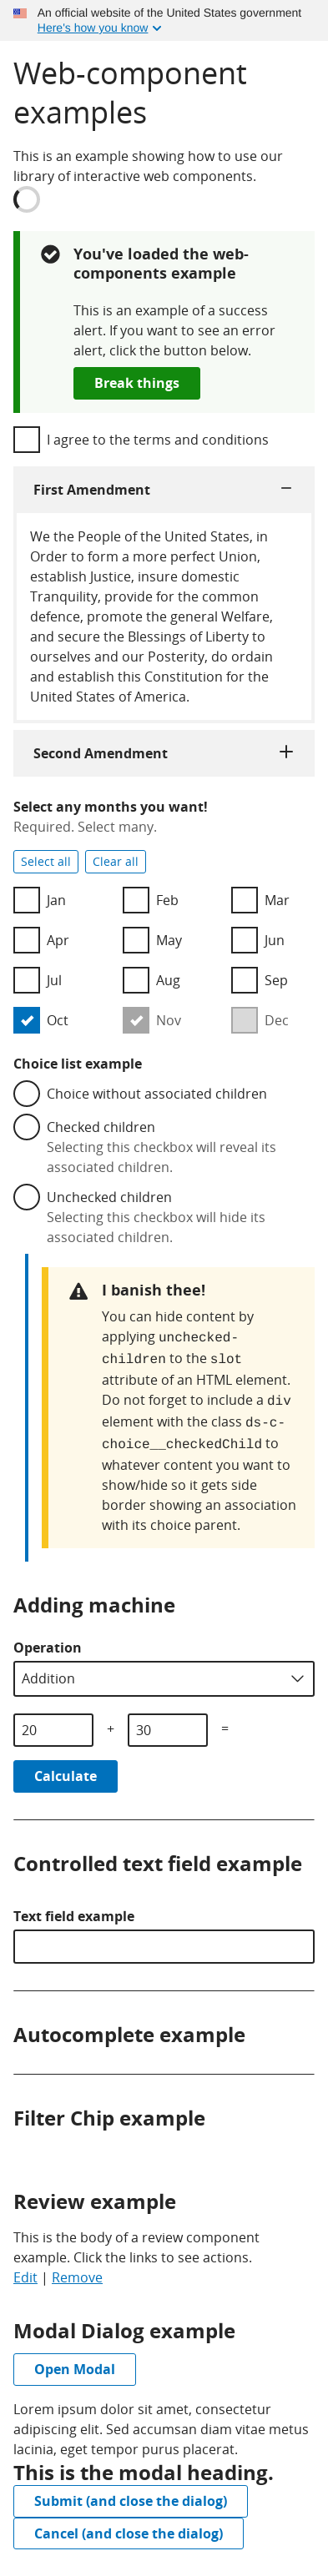 An official website of the United States government
Here's how you know
Web-component
examples
This is an example showing how to use our
library of interactive web components.
You've loaded the web-
components example
This is an example of a success
alert. If you want to see an error
alert, click the button below.
Break things
I agree to the terms and conditions
First Amendment
We the People of the United States, in
Order to form a more perfect Union,
establish Justice, insure domestic
Tranquility, provide for the common
defence, promote the general Welfare,
and secure the Blessings of Liberty to
ourselves and our Posterity, do ordain
and establish this Constitution for the
United States of America.
Second Amendment
Select any months you want!
Required. Select many.
Select all Clear all
Jan Feb Mar
Apr May Jun
Jul Aug Sep
Oct Nov Dec
Choice list example
Choice without associated children
Checked children
Selecting this checkbox will reveal its
associated children.
Unchecked children
Selecting this checkbox will hide its
associated children.
I banish thee!
You can hide content by
applying unchecked-
children to the slot
attribute of an HTML element.
Do not forget to include a div
element with the class ds-c-
choice__checkedChild to
whatever content you want to
show/hide so it gets side
border showing an association
with its choice parent.
Adding machine
Operation
Addition
20 + 30 =
Calculate
Controlled text field example
Text field example
Autocomplete example
Filter Chip example
Review example
This is the body of a review component
example. Click the links to see actions.
Edit | Remove
Modal Dialog example
Open Modal
Lorem ipsum dolor sit amet, consectetur
adipiscing elit. Sed accumsan diam vitae metus
lacinia, eget tempor purus placerat.
This is the modal heading.
Submit (and close the dialog)
Cancel (and close the dialog)